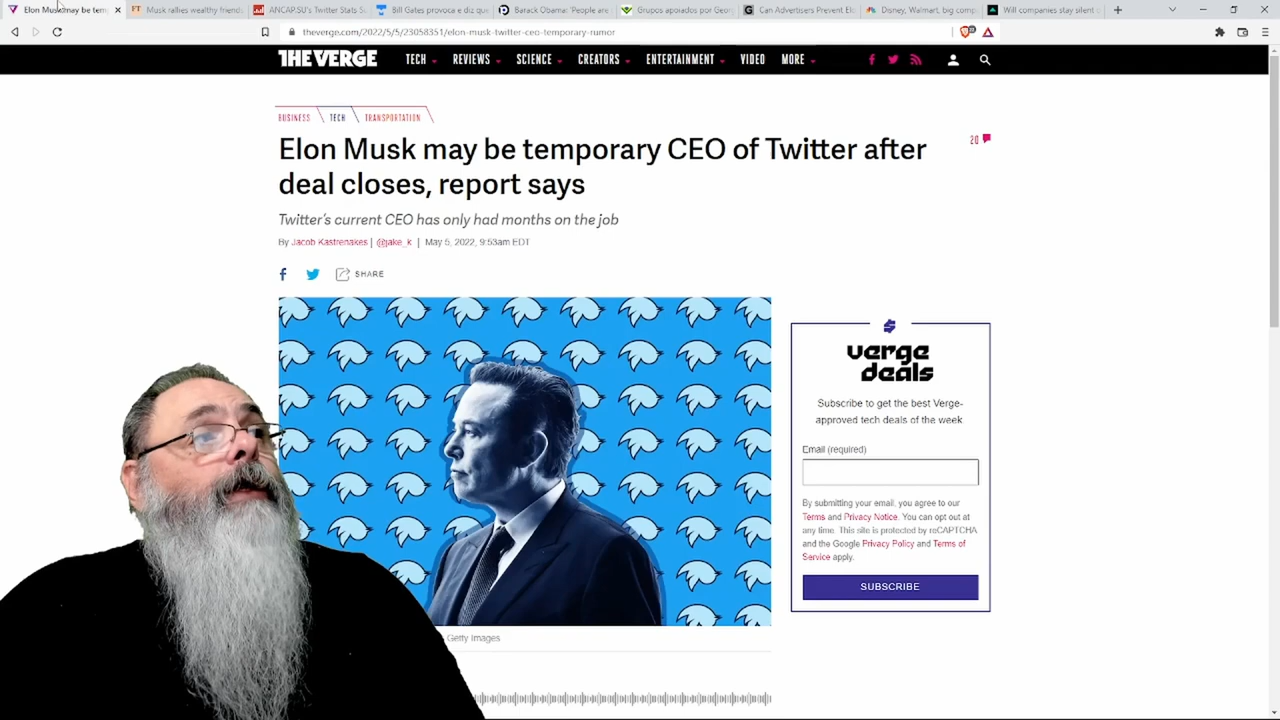 Elon Musk may be tem
Musk rallies wealthy friends
ANCAP.SU's Twitter Stats S
Bill Gates provoca e diz que
Barack Obama: 'People are
Grupos apoiados por Geor
Can Advertisers Prevent El
Disney, Walmart, big comp
Will companies stay silent o
theverge.com/2022/5/5/23058351/elon-musk-twitter-ceo-temporary-rumor
THE VERGE
TECH
REVIEWS
SCIENCE
CREATORS
ENTERTAINMENT
VIDEO
MORE
BUSINESS
TECH
TRANSPORTATION
Elon Musk may be temporary CEO of Twitter after
deal closes, report says
20
Twitter's current CEO has only had months on the job
By Jacob Kastrenakes | @jake_k | May 5, 2022, 9:53am EDT
SHARE
Getty Images
verge
deals
Subscribe to get the best Verge-
approved tech deals of the week
Email (required)
By submitting your email, you agree to our
Terms and Privacy Notice. You can opt out at
any time. This site is protected by reCAPTCHA
and the Google Privacy Policy and Terms of
Service apply.
SUBSCRIBE